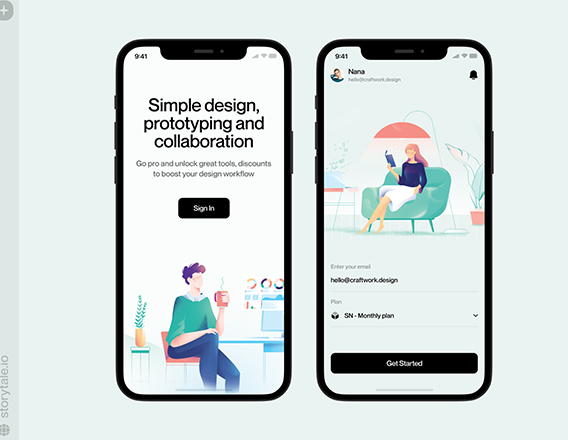 storytale.io
9:41
Simple design,
prototyping and
collaboration
Go pro and unlock great tools, discounts
to boost your design workflow
Sign In
9:41
Nana
hello@craftwork.design
Enter your email
hello@craftwork.design
Plan
SN - Monthly plan
Get Started